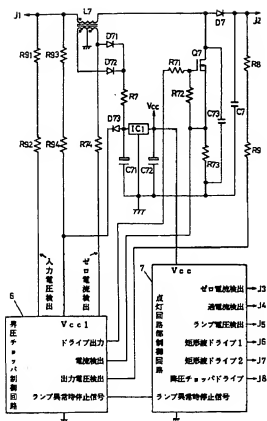 J1
L7
D7
J2
R91
R93
D71
D72
Q7
R8
R71
R72
R7
Vcc
C73
C7
D73
IC1
R92
R94
R74
C71
C72
R73
R9
入力電圧検出
ゼロ電流検出
6
昇圧チョッパ制御回路
Vcc1
ドライブ出力
電流検出
出力電圧検出
ランプ異常時停止信号
7
点灯回路部制御回路
Vcc
ゼロ電流検出 J3
過電流検出 J4
ランプ電圧検出 J5
矩形波ドライブ1 J6
矩形波ドライブ2 J7
降圧チョッパドライブ J8
ランプ異常時停止信号